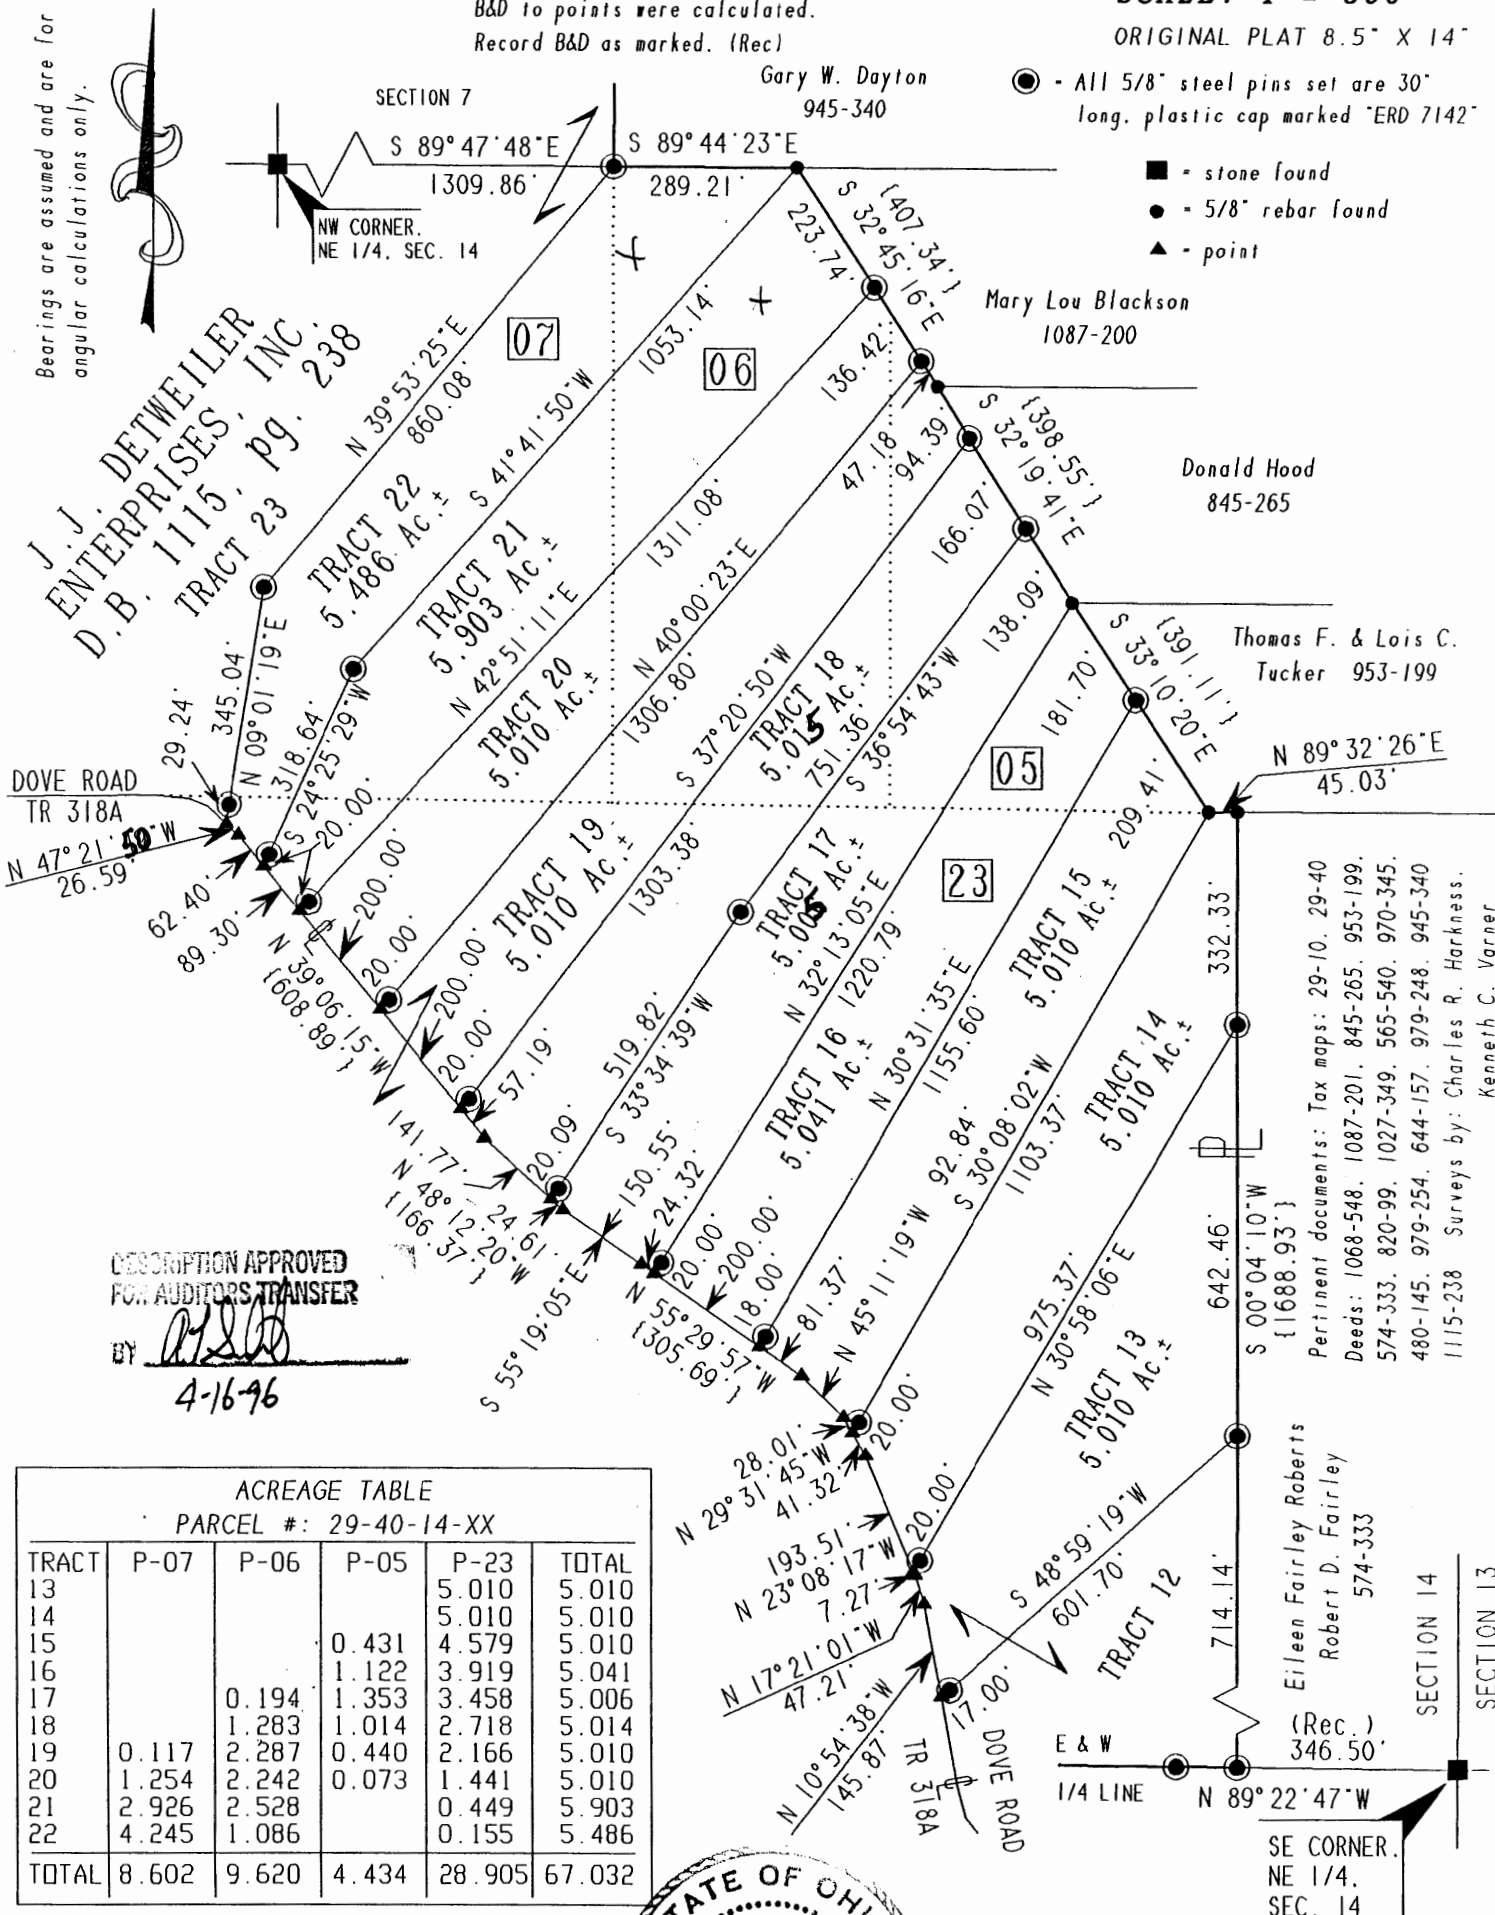 B&D to points were calculated.
Record B&D as marked. (Rec)
ORIGINAL PLAT 8.5" X 14"
- All 5/8" steel pins set are 30"
long, plastic cap marked "ERD 7142"
= stone found
= 5/8" rebar found
= point
Bearings are assumed and are for
angular calculations only.
SECTION 7
S 89°47'48"E
1309.86'
NW CORNER,
NE 1/4, SEC. 14
S 89°44'23"E
289.21'
Gary W. Dayton
945-340
{407.34'}
S 32°45'16"E
223.74'
Mary Lou Blackson
1087-200
136.42'
47.18
94.39'
{398.55'}
S 32°19'41"E
Donald Hood
845-265
166.07'
138.09'
{391.11'}
S 33°10'20"E
181.70'
209.41'
Thomas F. & Lois C.
Tucker 953-199
N 89°32'26"E
45.03'
J.J. DETWEILER
ENTERPRISES, INC.
D.B. 1115, pg. 238
TRACT 23
07
06
05
23
N 39°53'25"E
860.08'
TRACT 22
5.486 Ac.±
S 41°41'50"W
1053.14'
TRACT 21
5.903 Ac.±
N 42°51'11"E
1311.08'
TRACT 20
5.010 Ac.±
N 40°00'23"E
1306.80'
TRACT 19
5.010 Ac.±
S 37°20'50"W
1303.38'
TRACT 18
5.015 Ac.±
751.36'
S 36°54'43"W
TRACT 17
5.005 Ac.±
519.82'
S 33°34'39"W
N 32°13'05"E
1220.79'
TRACT 16
5.041 Ac.±
N 30°31'35"E
1155.60'
TRACT 15
5.010 Ac.±
S 30°08'02"W
1103.37'
TRACT 14
5.010 Ac.±
975.37'
N 30°58'06"E
TRACT 13
5.010 Ac.±
S 48°59'19"W
601.70'
TRACT 12
29.24'
345.04'
N 09°01'19"E
318.64'
S 24°25'29"W
20.00'
DOVE ROAD
TR 318A
N 47°21'50"W
26.59'
62.40'
89.30'
200.00'
N 39°06'15"W
{608.89'}
20.00'
200.00'
20.00'
57.19'
141.77'
N 48°12'20"W
{166.37'}
20.09'
24.61'
150.55'
S 55°19'05"E
24.32'
20.00'
200.00'
N 55°29'57"W
{305.69'}
18.00'
81.37'
N 45°11'19"W
92.84'
28.01'
N 29°31'45"W
41.32'
20.00'
193.51'
N 23°08'17"W
7.27'
20.00'
N 17°21'01"W
47.21'
N 10°54'38"W
145.87'
17.00'
TR 318A
DOVE ROAD
332.33'
642.46'
S 00°04'10"W
{1688.93'}
714.14'
Pertinent documents: Tax maps: 29-10, 29-40
Deeds: 1068-548, 1087-201, 845-265, 953-199,
574-333, 820-99, 1027-349, 565-540, 970-345,
480-145, 979-254, 644-157, 979-248, 945-340
1115-238 Surveys by: Charles R. Harkness,
Kenneth C. Varner
Eileen Fairley Roberts
Robert D. Fairley
574-333
SECTION 14
SECTION 13
E & W
1/4 LINE
(Rec.)
346.50'
N 89°22'47"W
SE CORNER,
NE 1/4,
SEC. 14
DESCRIPTION APPROVED
FOR AUDITORS TRANSFER
BY
4-16-96
ACREAGE TABLE
PARCEL #: 29-40-14-XX
TRACT P-07 P-06 P-05 P-23 TOTAL
13 5.010 5.010
14 5.010 5.010
15 0.431 4.579 5.010
16 1.122 3.919 5.041
17 0.194 1.353 3.458 5.006
18 1.283 1.014 2.718 5.014
19 0.117 2.287 0.440 2.166 5.010
20 1.254 2.242 0.073 1.441 5.010
21 2.926 2.528 0.449 5.903
22 4.245 1.086 0.155 5.486
TOTAL 8.602 9.620 4.434 28.905 67.032
STATE OF OHI